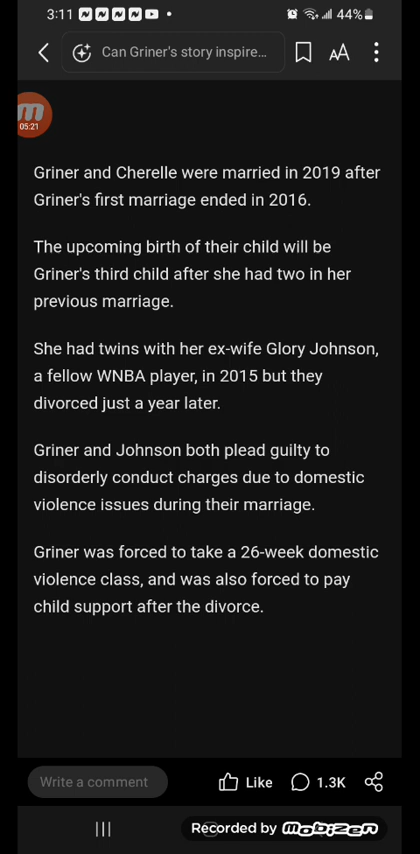 3:11
44%
Can Griner's story inspire...
AA
m
05:21
Griner and Cherelle were married in 2019 after
Griner's first marriage ended in 2016.
The upcoming birth of their child will be
Griner's third child after she had two in her
previous marriage.
She had twins with her ex-wife Glory Johnson,
a fellow WNBA player, in 2015 but they
divorced just a year later.
Griner and Johnson both plead guilty to
disorderly conduct charges due to domestic
violence issues during their marriage.
Griner was forced to take a 26-week domestic
violence class, and was also forced to pay
child support after the divorce.
Write a comment
Like
1.3K
Recorded by mobizen